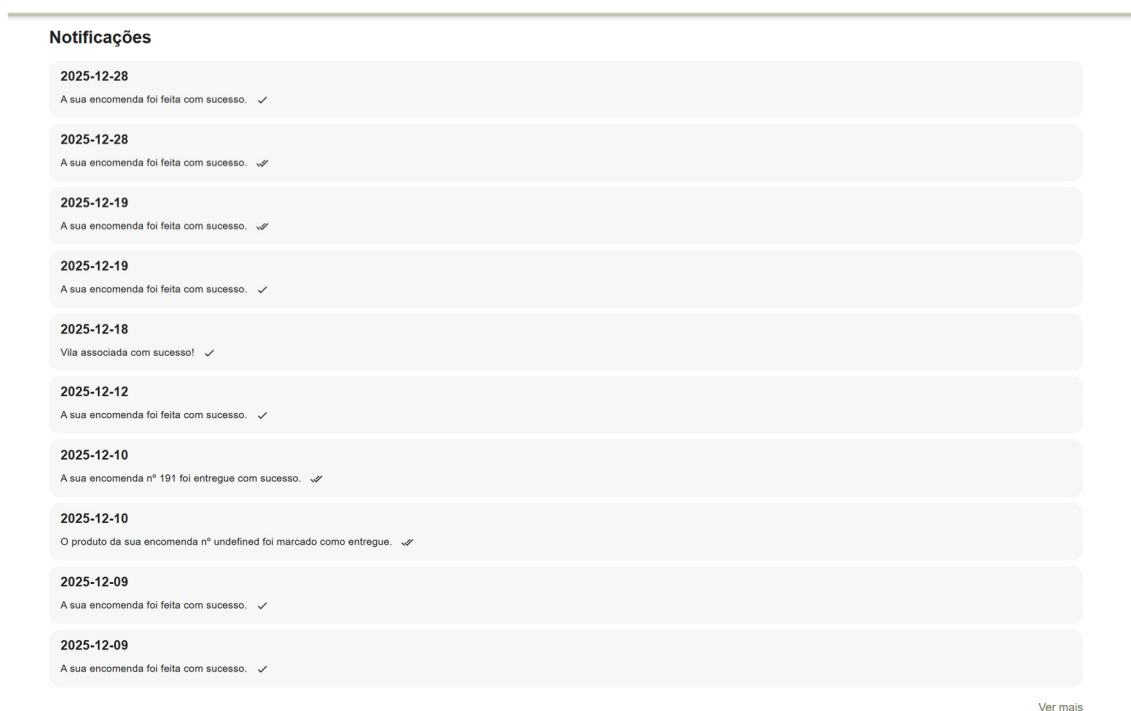 Notificações
2025-12-28
A sua encomenda foi feita com sucesso.
2025-12-28
A sua encomenda foi feita com sucesso.
2025-12-19
A sua encomenda foi feita com sucesso.
2025-12-19
A sua encomenda foi feita com sucesso.
2025-12-18
Vila associada com sucesso!
2025-12-12
A sua encomenda foi feita com sucesso.
2025-12-10
A sua encomenda nº 191 foi entregue com sucesso.
2025-12-10
O produto da sua encomenda nº undefined foi marcado como entregue.
2025-12-09
A sua encomenda foi feita com sucesso.
2025-12-09
A sua encomenda foi feita com sucesso.
Ver mais